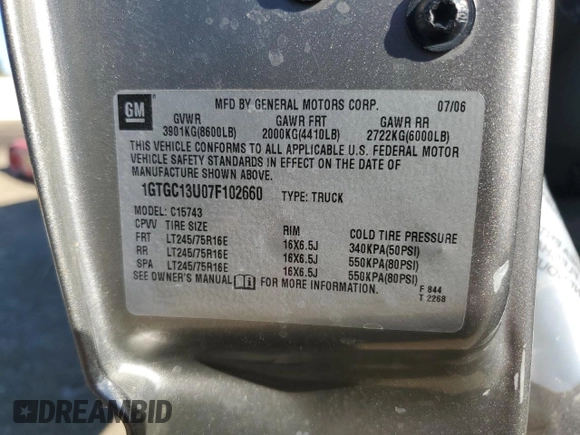 GM
MFD BY GENERAL MOTORS CORP. 07/06
GVWR GAWR FRT GAWR RR
3901KG(8600LB) 2000KG(4410LB) 2722KG(6000LB)
THIS VEHICLE CONFORMS TO ALL APPLICABLE U.S. FEDERAL MOTOR
VEHICLE SAFETY STANDARDS IN EFFECT ON THE DATE OF
MANUFACTURE SHOWN ABOVE.
1GTGC13U07F102660 TYPE: TRUCK
MODEL: C15743
CPVV TIRE SIZE RIM COLD TIRE PRESSURE
FRT LT245/75R16E 16X6.5J 340KPA(50PSI)
RR LT245/75R16E 16X6.5J 550KPA(80PSI)
SPA LT245/75R16E 16X6.5J 550KPA(80PSI)
SEE OWNER'S MANUAL FOR MORE INFORMATION.
F 844
T 2268
DREAMBID